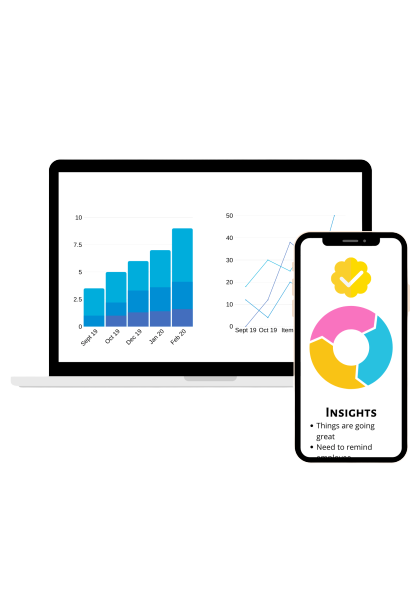 10
7.5
5
2.5
0
Sept 19
Oct 19
Dec 19
Jan 20
Feb 20
50
40
30
20
10
0
Sept 19 Oct 19 Item
Insights
• Things are going
great
• Need to remind